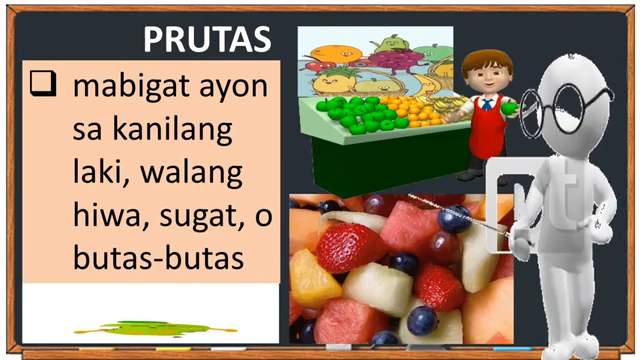 PRUTAS
mabigat ayon
sa kanilang
laki, walang
hiwa, sugat, o
butas-butas